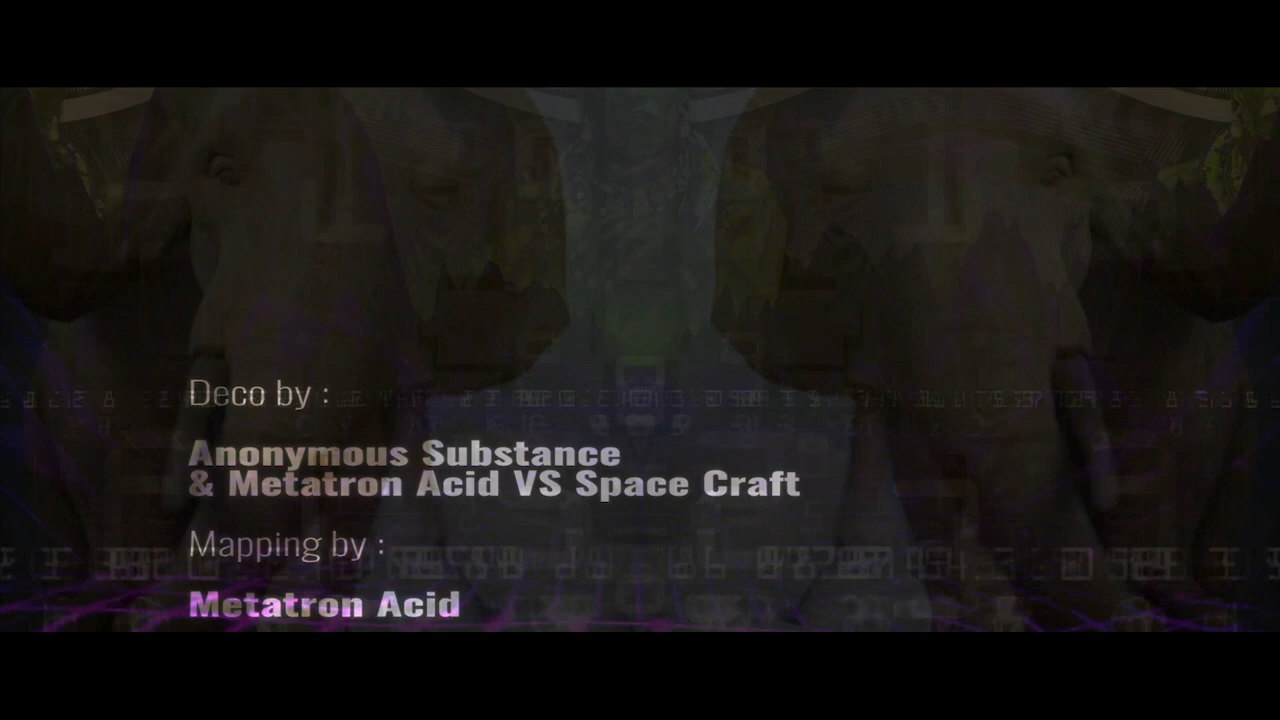 Deco by :
Anonymous Substance
& Metatron Acid VS Space Craft
Mapping by :
Metatron Acid